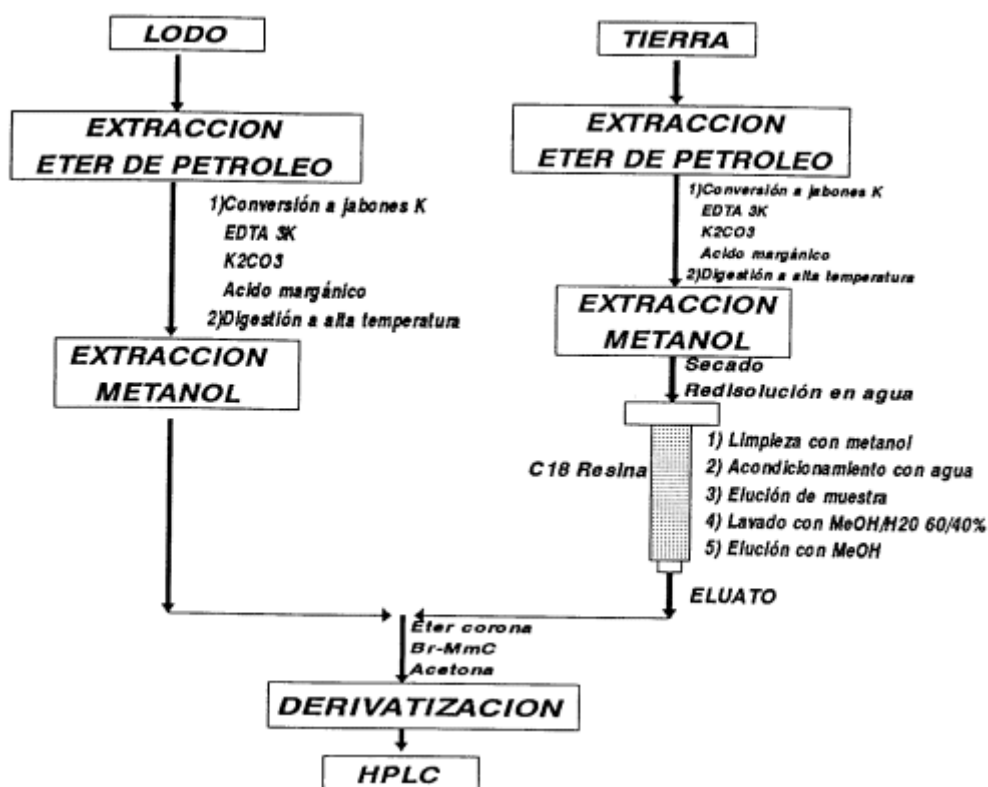 LODO
EXTRACCION
ETER DE PETROLEO
1)Conversión a jabones K
EDTA 3K
K2CO3
Acido margánico
2)Digestión a alta temperatura
EXTRACCION
METANOL
TIERRA
EXTRACCION
ETER DE PETROLEO
1)Conversión a jabones K
EDTA 3K
K2CO3
Acido margánico
2)Digestión a alta temperatura
EXTRACCION
METANOL
Secado
Redisolución en agua
C18 Resina
1) Limpieza con metanol
2) Acondicionamiento con agua
3) Elución de muestra
4) Lavado con MeOH/H20 60/40%
5) Elución con MeOH
ELUATO
Eter corona
Br-MmC
Acetona
DERIVATIZACION
HPLC